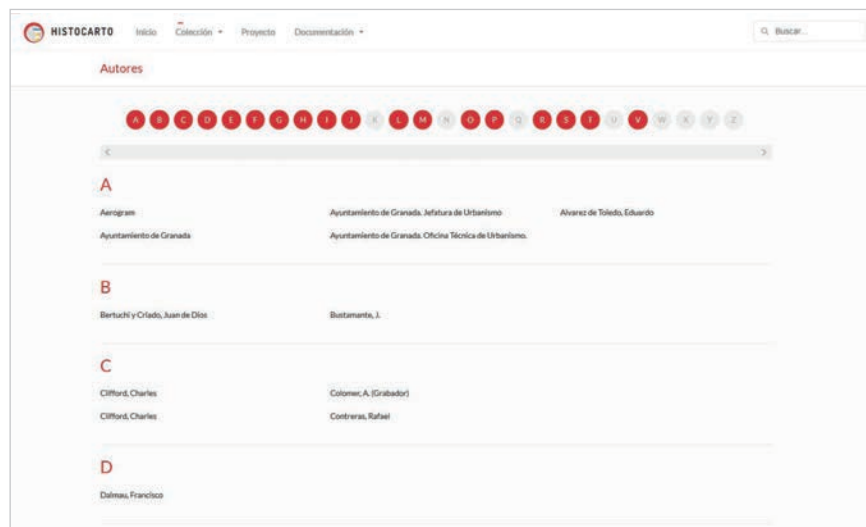 HISTOCARTO Inicio Colección Proyecto Documentación Buscar...
Autores
A B C D E F G H I J K L M N O P Q R S T U V W X Y Z
A
Aerogram Ayuntamiento de Granada. Jefatura de Urbanismo Alvarez de Toledo, Eduardo
Ayuntamiento de Granada Ayuntamiento de Granada. Oficina Técnica de Urbanismo.
B
Bertuchi y Criado, Juan de Dios Bustamante, J.
C
Clifford, Charles Colomer, A. (Grabador)
Clifford, Charles Contreras, Rafael
D
Dalmau, Francisco